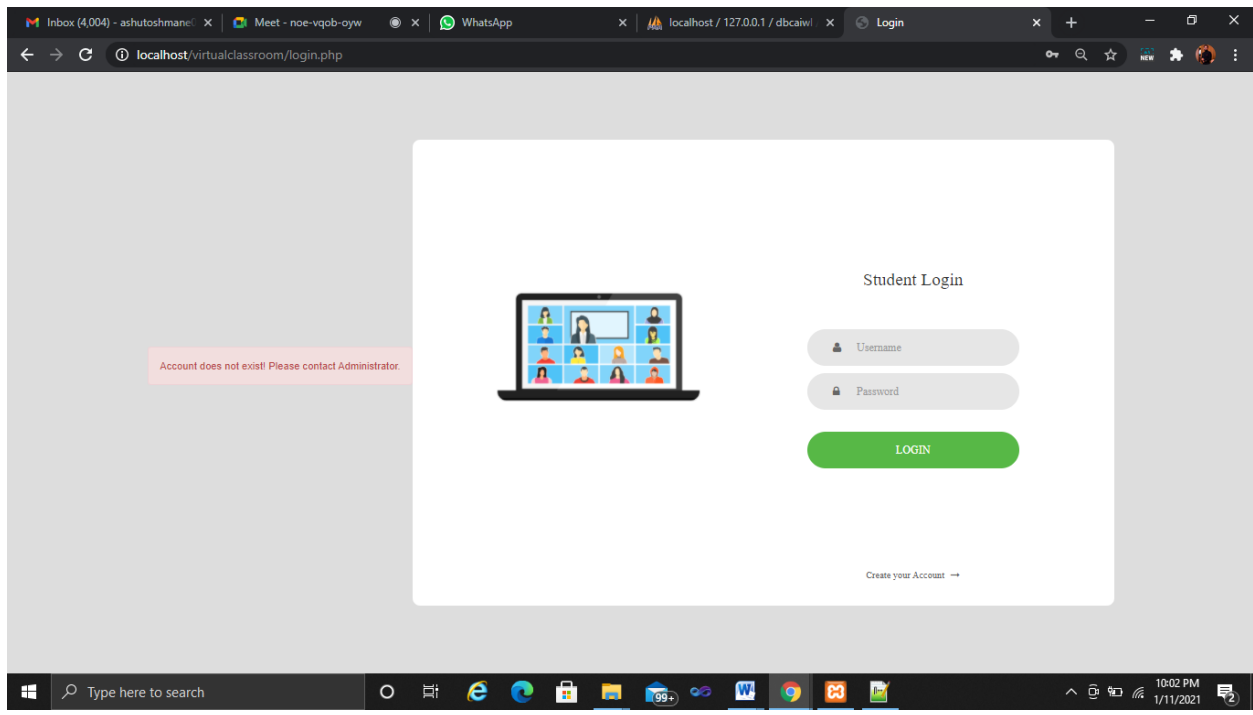 Inbox (4,004) - ashutoshmane
Meet - noe-vqob-oyw
WhatsApp
localhost / 127.0.0.1 / dbcaiwl
Login
localhost/virtualclassroom/login.php
NEW
Student Login
Username
Account does not exist! Please contact Administrator.
Password
LOGIN
Create your Account →
Type here to search
99+
10:02 PM
1/11/2021
2